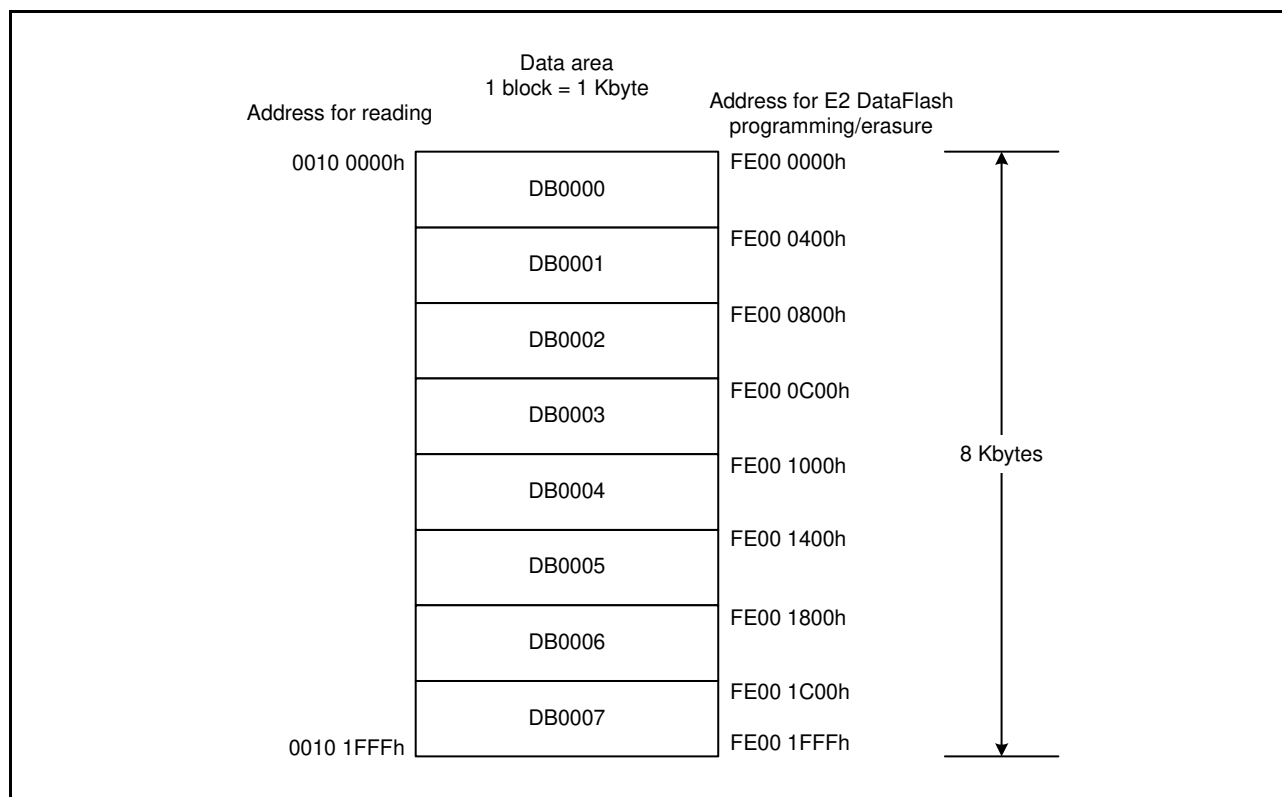 Data area
1 block = 1 Kbyte
Address for reading
Address for E2 DataFlash
programming/erasure
0010 0000h
FE00 0000h
DB0000
FE00 0400h
DB0001
FE00 0800h
DB0002
FE00 0C00h
DB0003
8 Kbytes
FE00 1000h
DB0004
FE00 1400h
DB0005
FE00 1800h
DB0006
FE00 1C00h
DB0007
0010 1FFFh
FE00 1FFFh